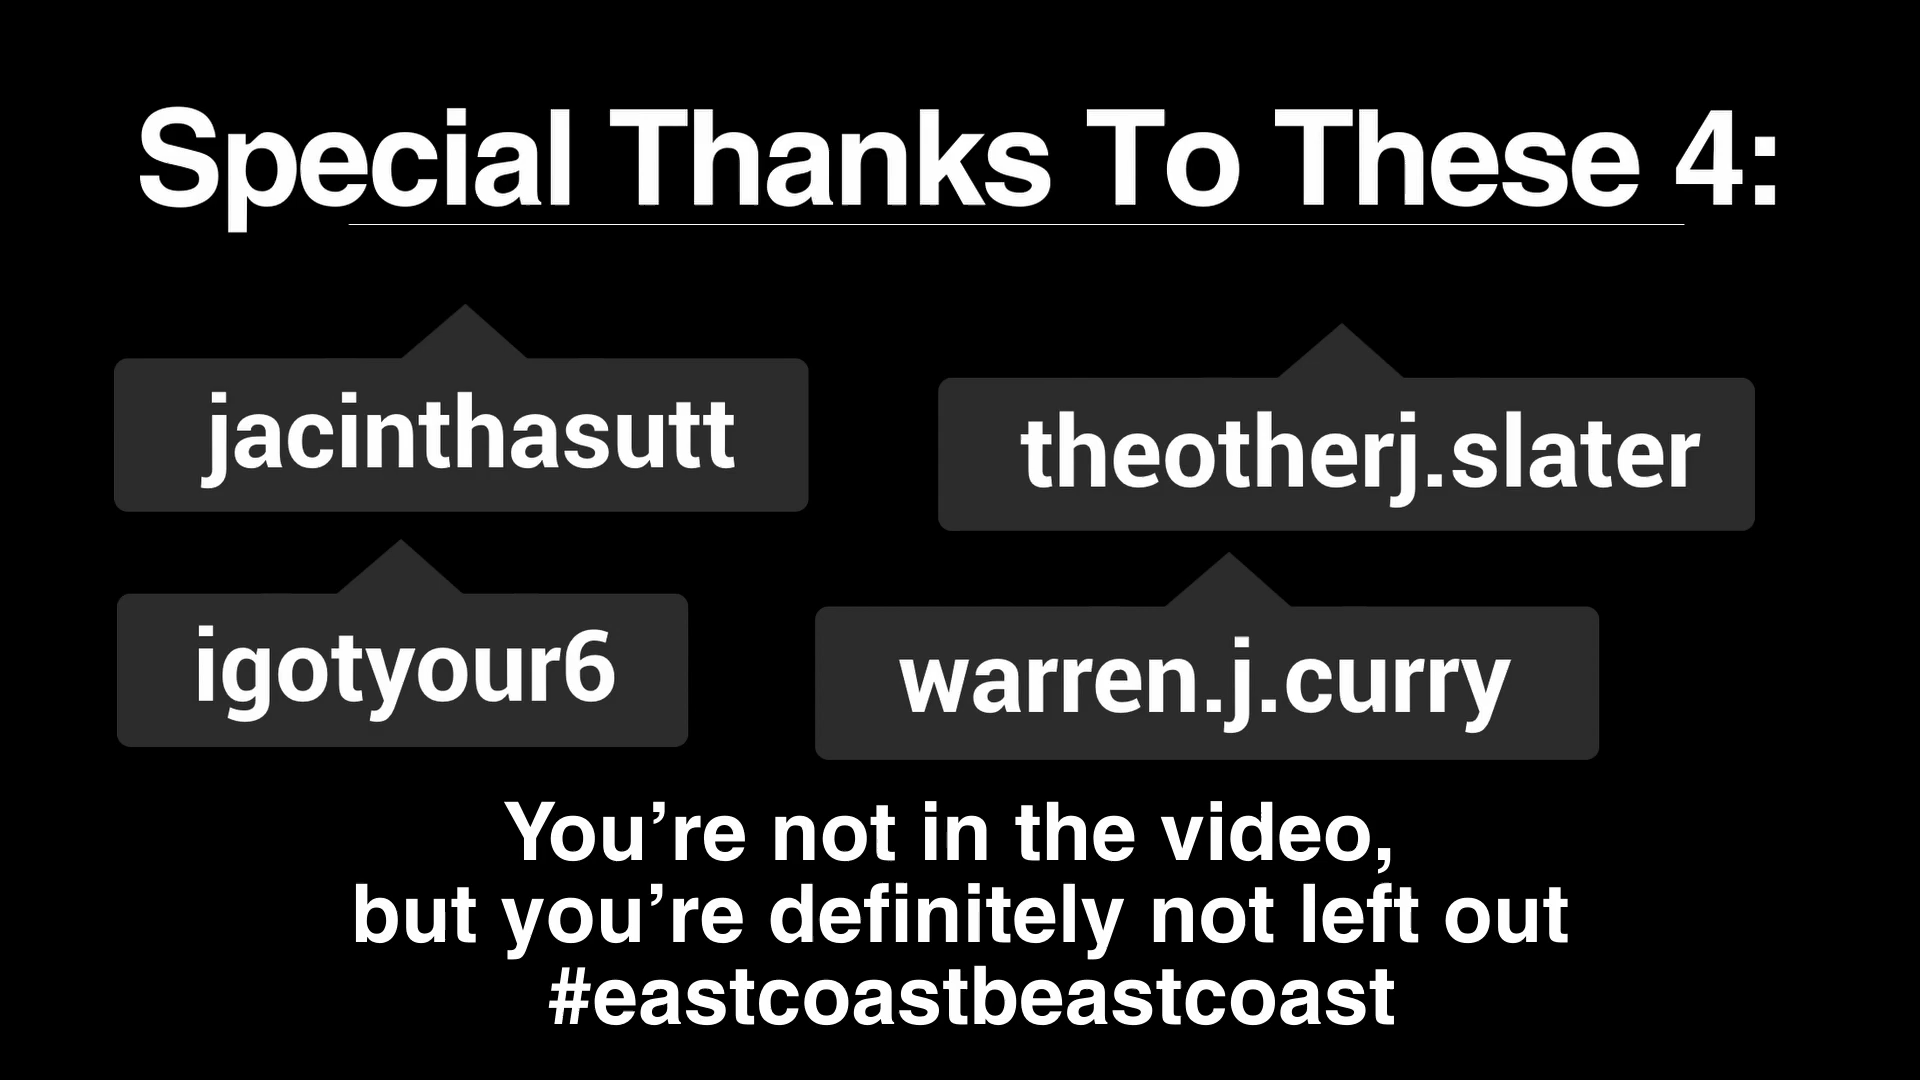 Special Thanks To These 4:
jacinthasutt
theotherj.slater
igotyour6
warren.j.curry
You’re not in the video,
but you’re definitely not left out
#eastcoastbeastcoast